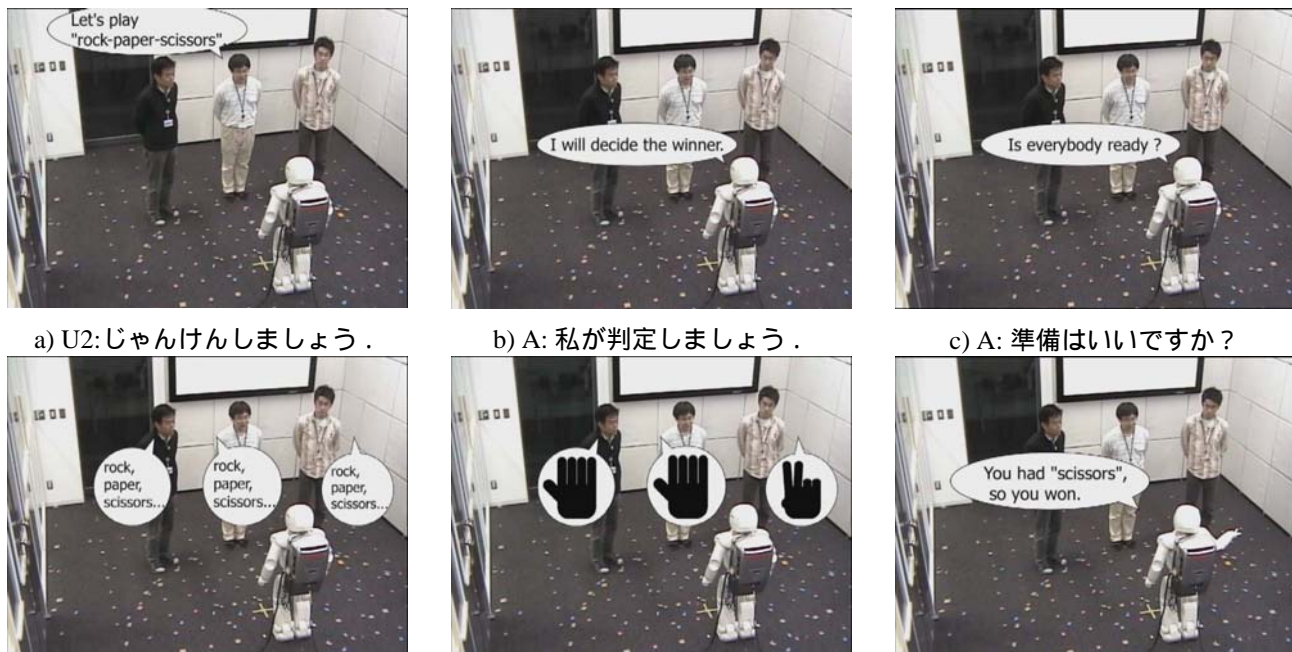 Let's play
"rock-paper-scissors".
I will decide the winner.
Is everybody ready ?
a) U2:じゃんけんしましょう．
b) A: 私が判定しましょう．
c) A: 準備はいいですか？
rock,
paper,
scissors...
rock,
paper,
scissors...
rock,
paper,
scissors...
You had "scissors",
so you won.